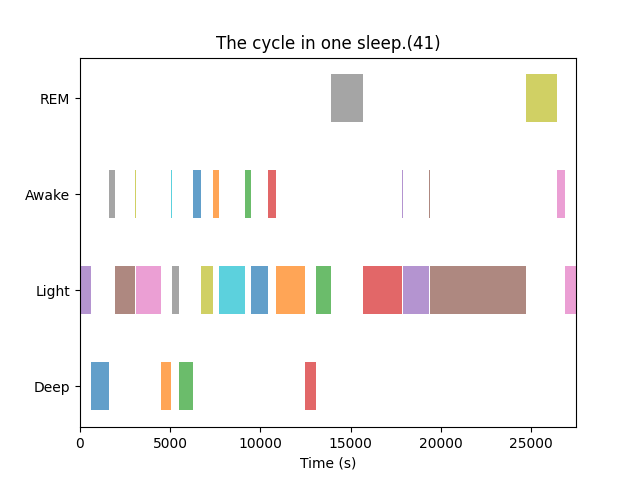 The cycle in one sleep.(41)
REM
Awake
Light
Deep
0 5000 10000 15000 20000 25000
Time (s)